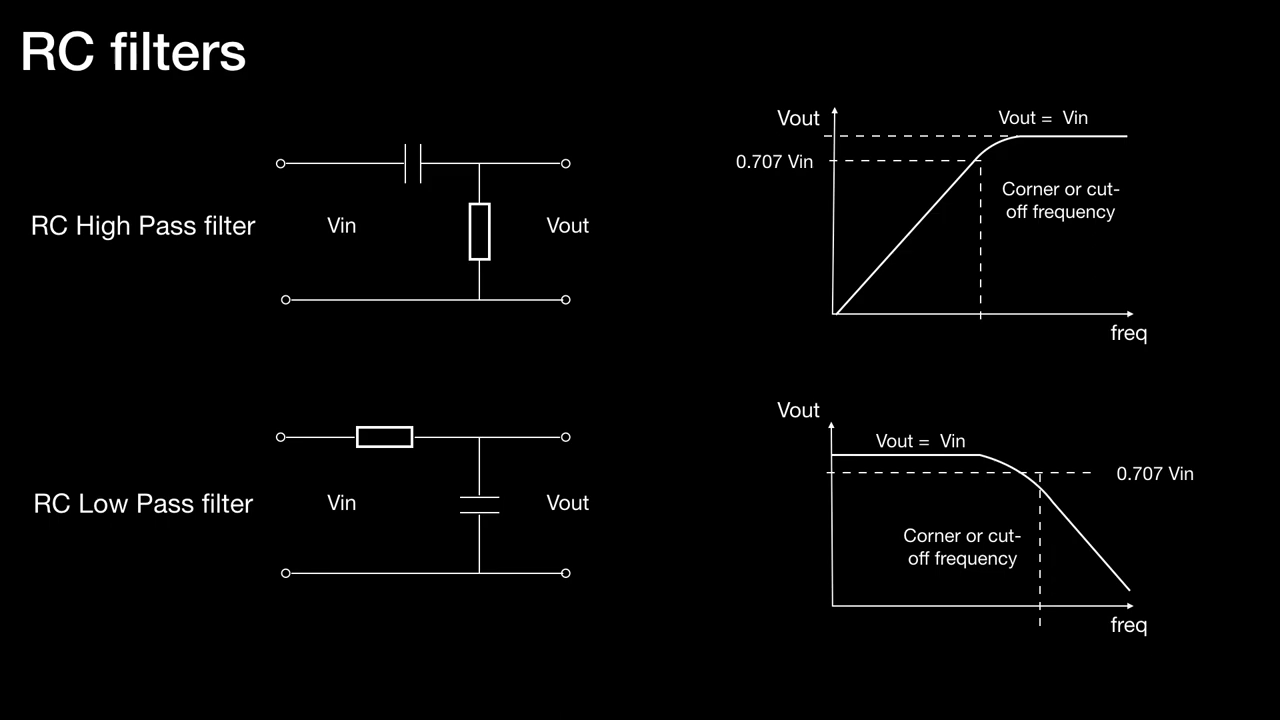 RC filters
RC High Pass filter
Vin
Vout
Vout
Vout =  Vin
0.707 Vin
Corner or cut-
off frequency
freq
RC Low Pass filter
Vin
Vout
Vout
Vout =  Vin
0.707 Vin
Corner or cut-
off frequency
freq